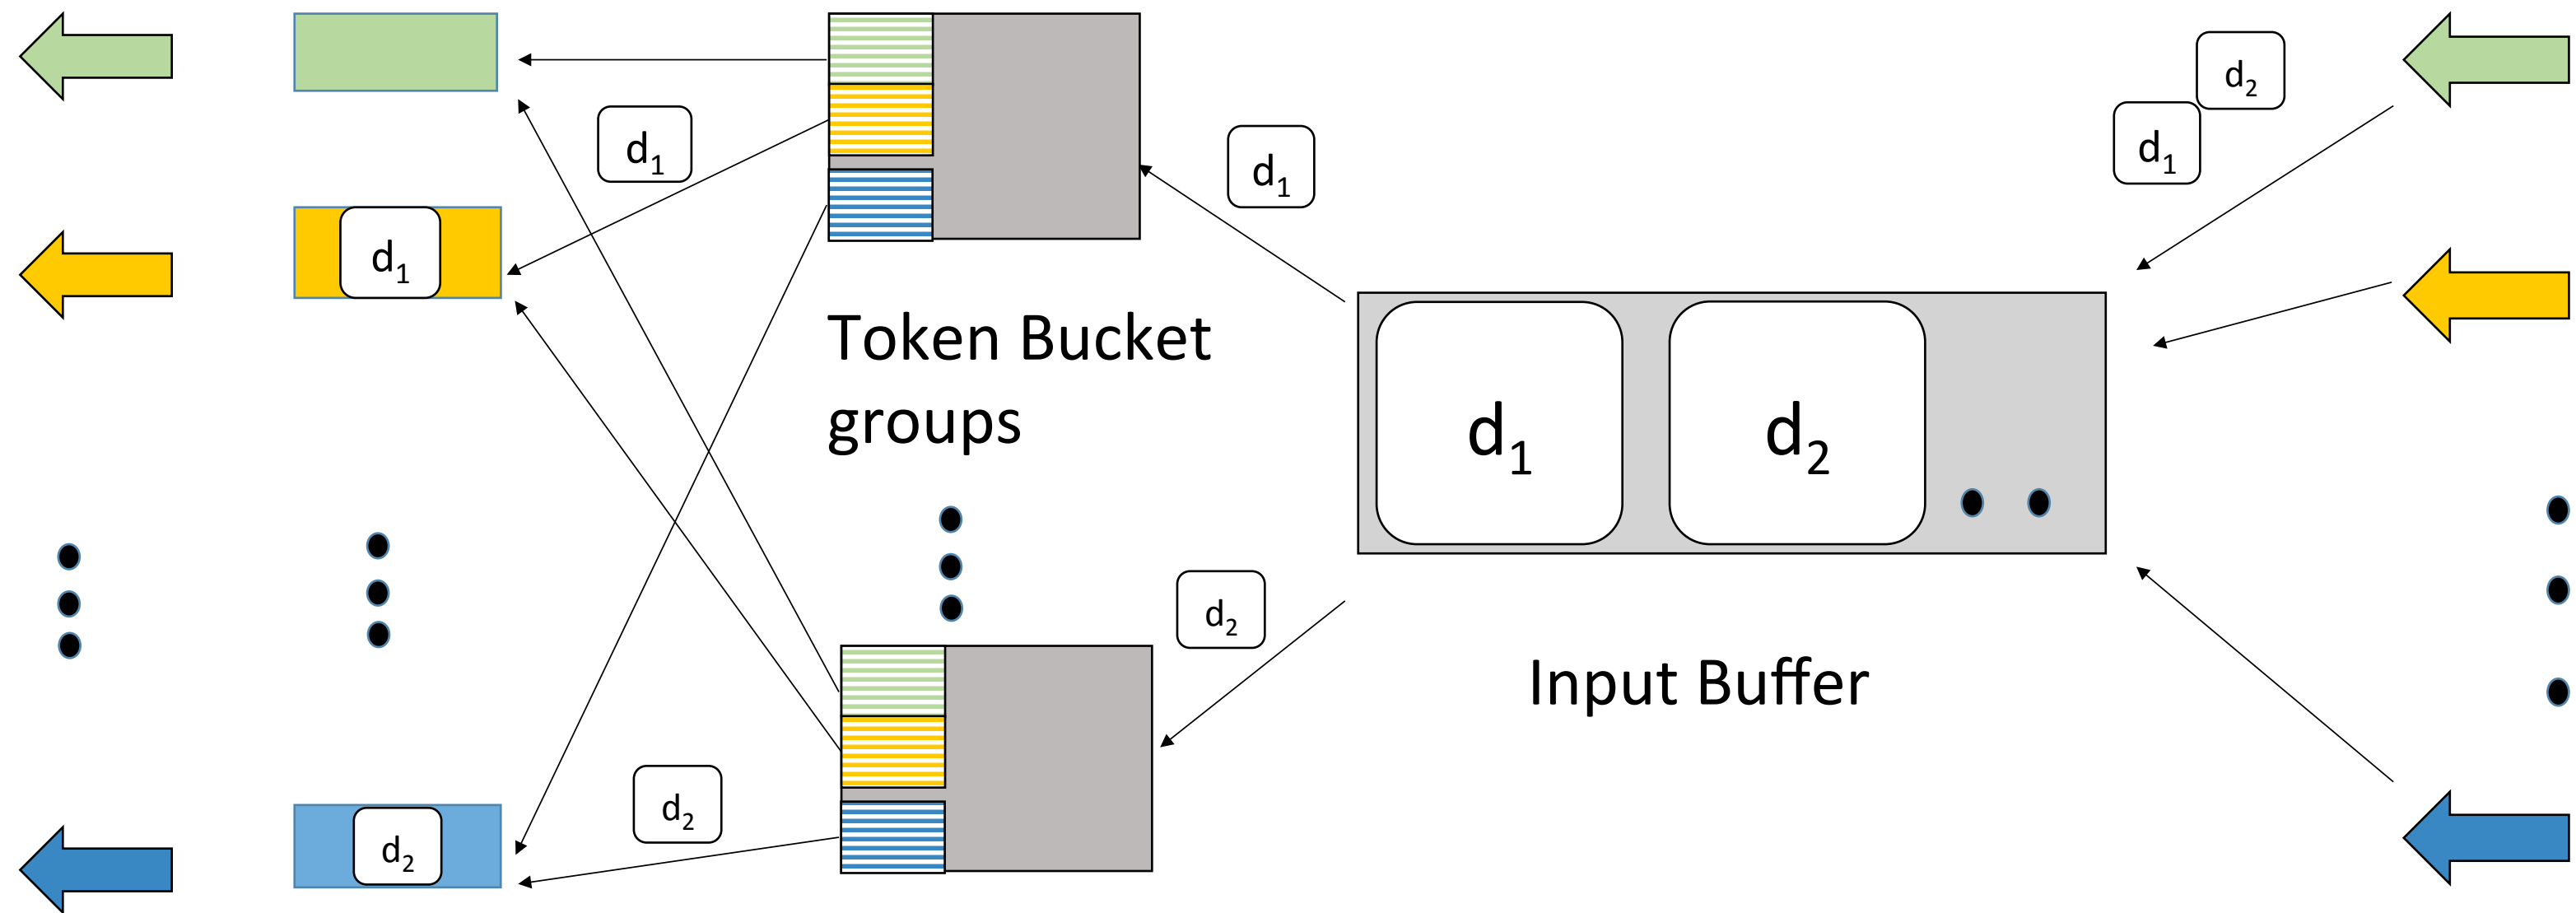 d₂
d₁
d₁
d₁
d₁
Token Bucket
groups
d₁
d₂
d₂
Input Buffer
d₂
d₂